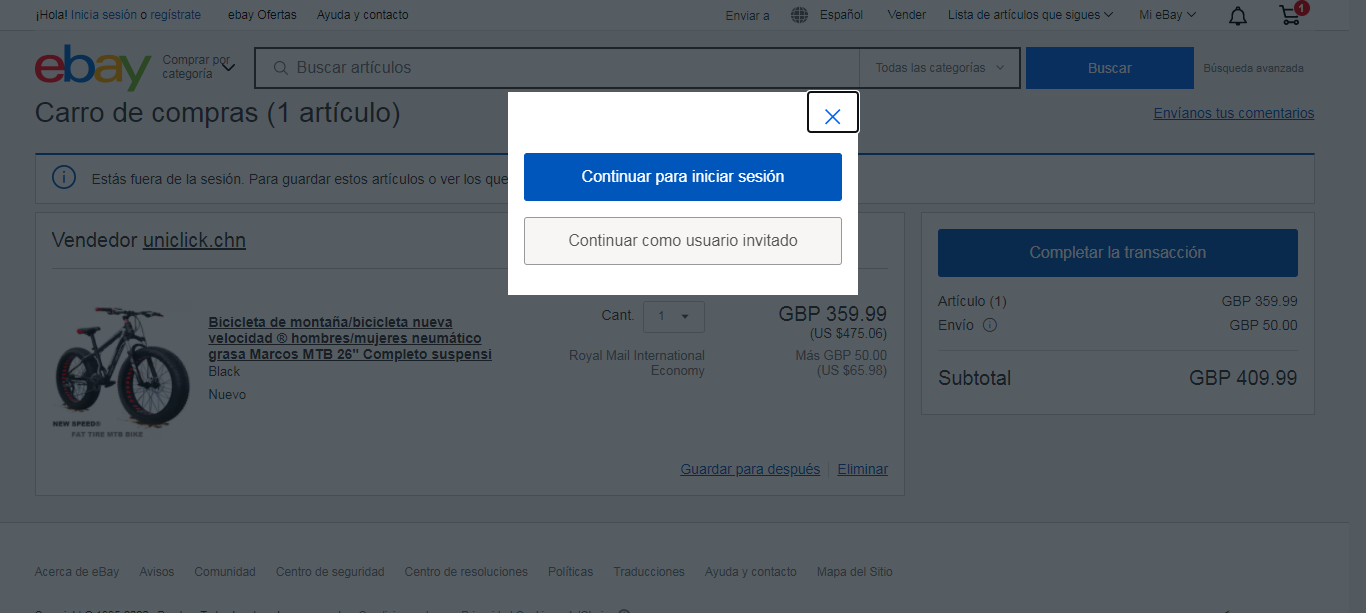 ¡Hola! Inicia sesión o regístrate
ebay Ofertas
Ayuda y contacto
Enviar a
Español
Vender
Lista de artículos que sigues
Mi eBay
1
ebay
Comprar por
categoría
Buscar artículos
Todas las categorías
Buscar
Búsqueda avanzada
Carro de compras (1 artículo)
Envíanos tus comentarios
Continuar para iniciar sesión
Continuar como usuario invitado
Estás fuera de la sesión. Para guardar estos artículos o ver los que
Vendedor uniclick.chn
Bicicleta de montaña/bicicleta nueva
velocidad ® hombres/mujeres neumático
grasa Marcos MTB 26" Completo suspensi
Black
Nuevo
NEW SPEED®
FAT TIRE MTB BIKE
Cant.
1
GBP 359.99
(US $475.06)
Royal Mail International
Economy
Más GBP 50.00
(US $65.98)
Guardar para después
Eliminar
Completar la transacción
Artículo (1)
GBP 359.99
Envío
GBP 50.00
Subtotal
GBP 409.99
Acerca de eBay
Avisos
Comunidad
Centro de seguridad
Centro de resoluciones
Políticas
Traducciones
Ayuda y contacto
Mapa del Sitio